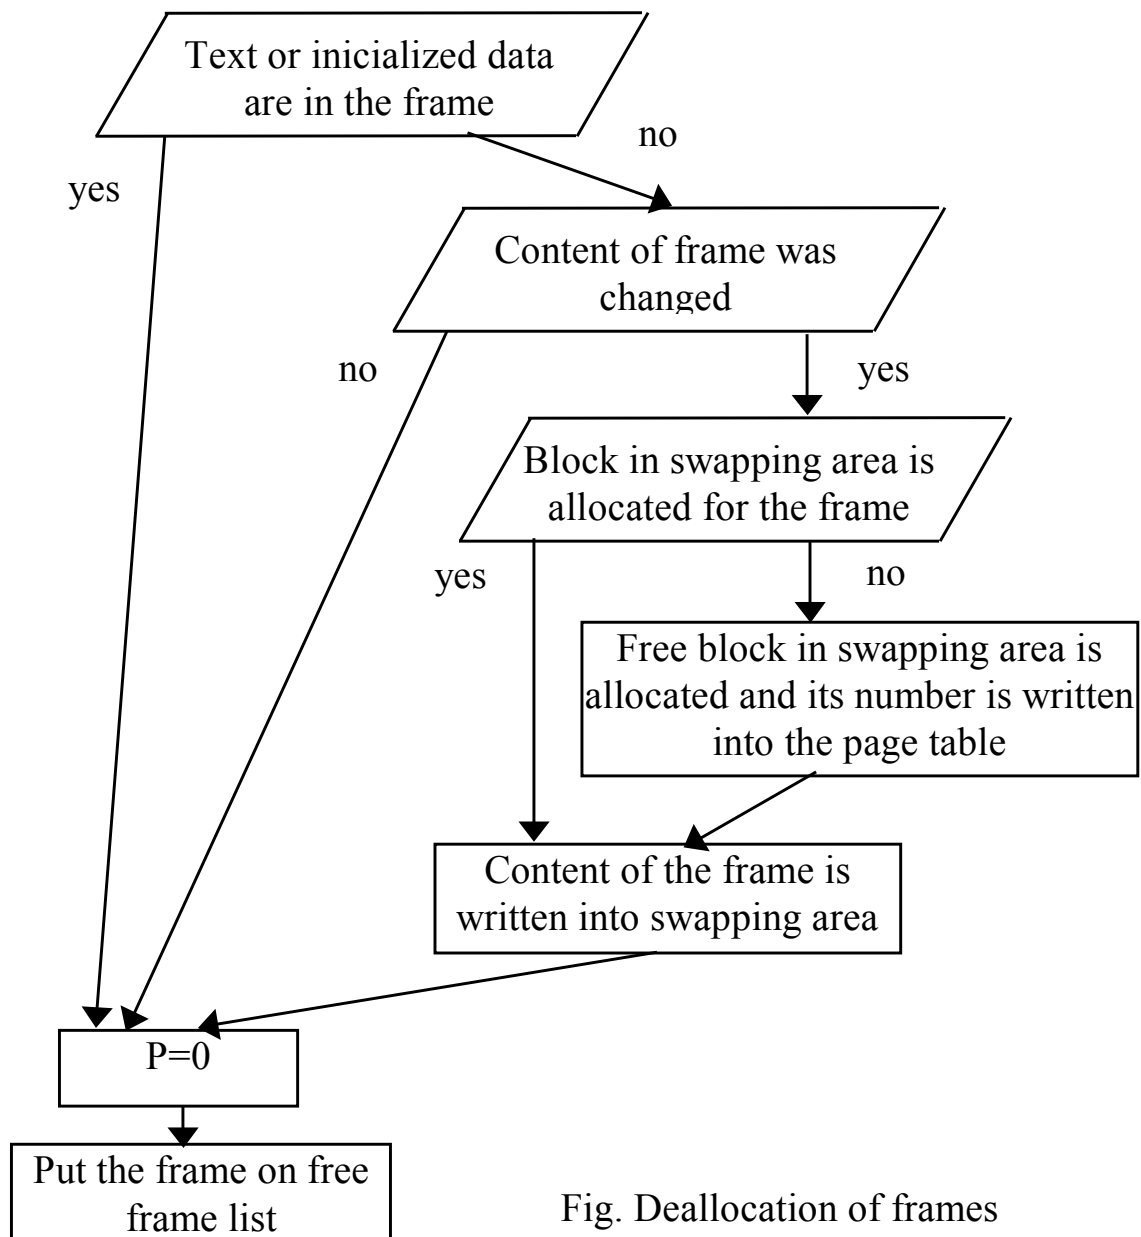 Text or inicialized data
are in the frame
no
yes
Content of frame was
changed
no
yes
Block in swapping area is
allocated for the frame
yes
no
Free block in swapping area is
allocated and its number is written
into the page table
Content of the frame is
written into swapping area
P=0
Put the frame on free
frame list
Fig. Deallocation of frames